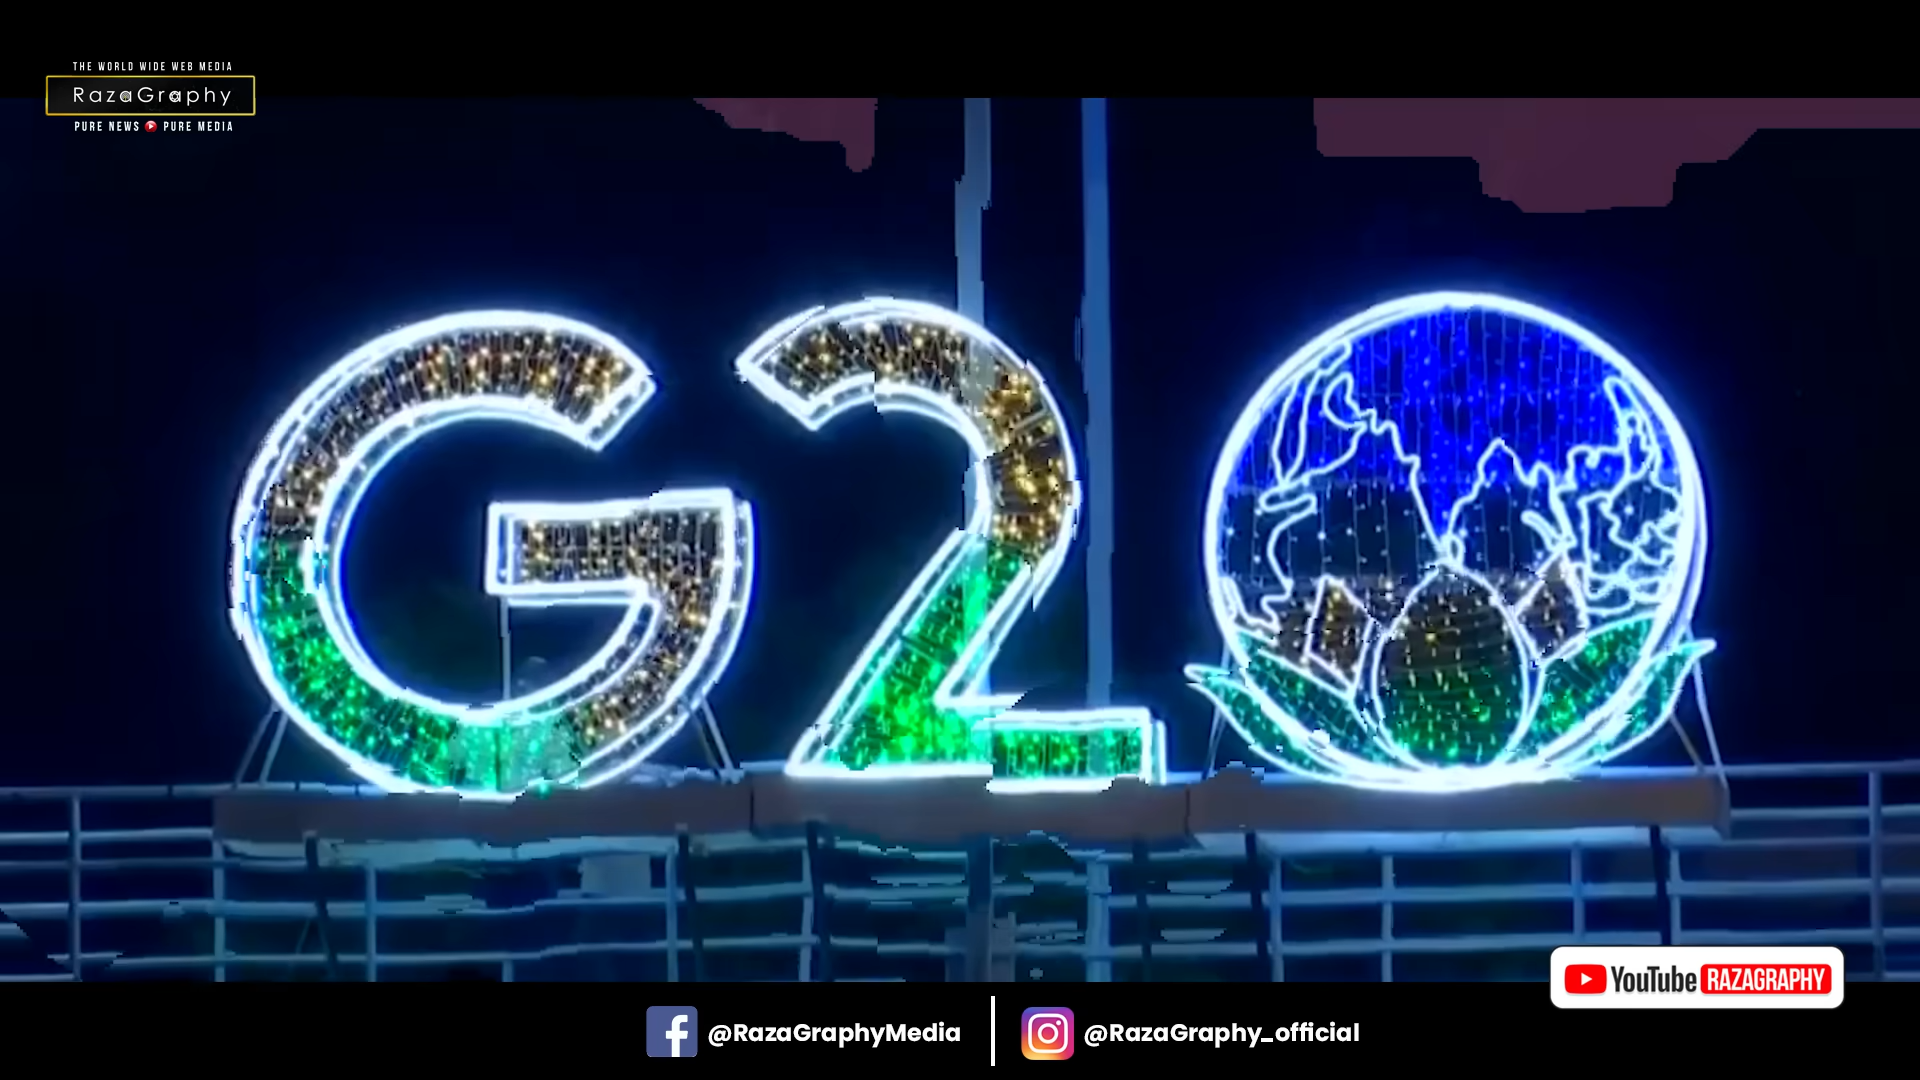 THE WORLD WIDE WEB MEDIA
RazaGraphy
PURE NEWS PURE MEDIA
G20
YouTube RAZAGRAPHY
@RazaGraphyMedia
@RazaGraphy_official